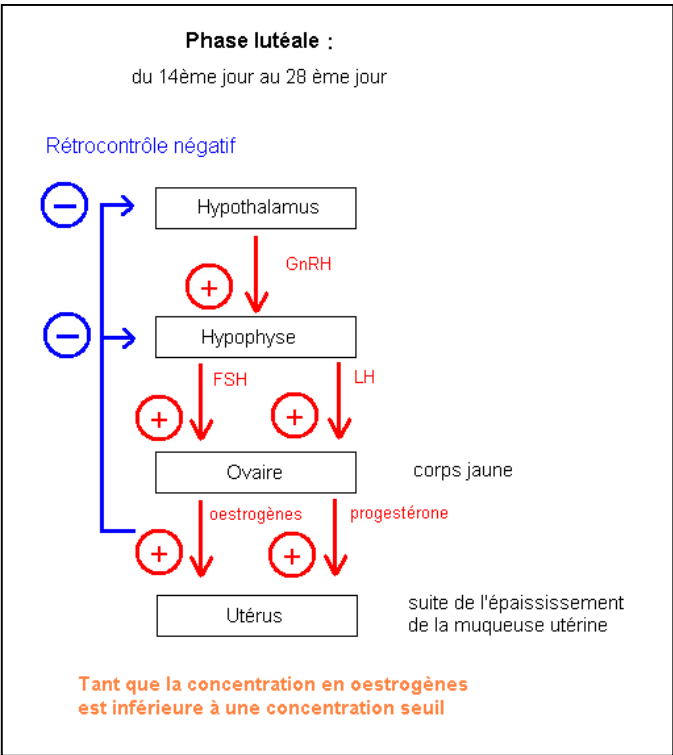 Phase lutéale :
du 14ème jour au 28 ème jour
Rétrocontrôle négatif
Hypothalamus
GnRH
+
Hypophyse
FSH
LH
+
+
Ovaire
corps jaune
oestrogènes
progestérone
+
+
Utérus
suite de l'épaississement
de la muqueuse utérine
Tant que la concentration en oestrogènes
est inférieure à une concentration seuil